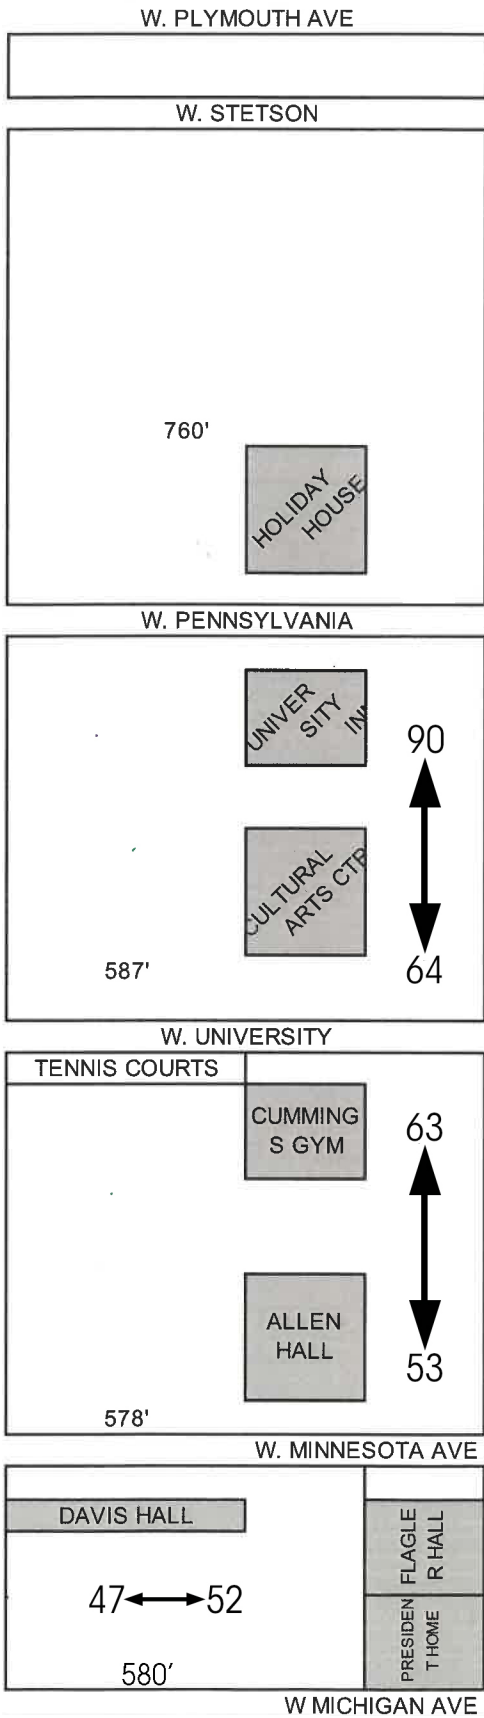 W. PLYMOUTH AVE
W. STETSON
760'
HOLIDAY
HOUSE
W. PENNSYLVANIA
UNIVER
SITY
INN
90
CULTURAL
ARTS CTR
587'
64
W. UNIVERSITY
TENNIS COURTS
CUMMING
S GYM
63
ALLEN
HALL
53
578'
W. MINNESOTA AVE
DAVIS HALL
FLAGLE
R HALL
47
52
PRESIDEN
T HOME
580'
W MICHIGAN AVE